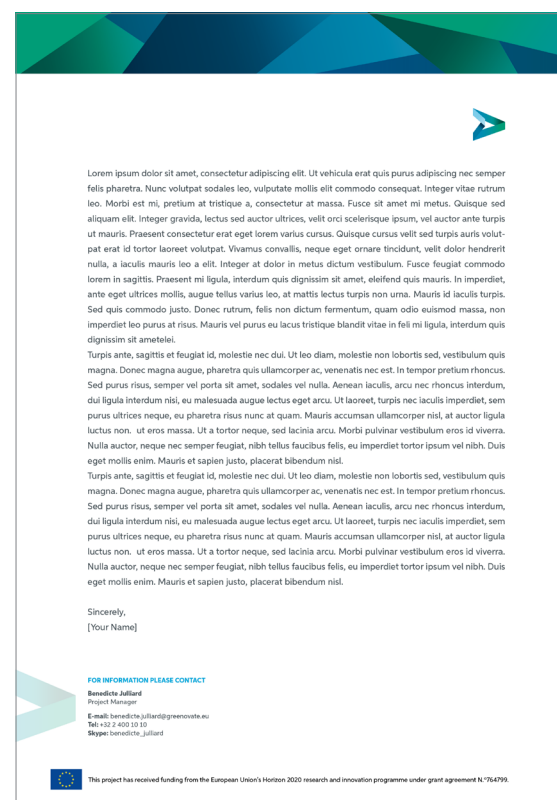 Lorem ipsum dolor sit amet, consectetur adipiscing elit. Ut vehicula erat quis purus adipiscing nec semper
felis pharetra. Nunc volutpat sodales leo, vulputate mollis elit commodo consequat. Integer vitae rutrum
leo. Morbi est mi, pretium at tristique a, consectetur at massa. Fusce sit amet mi metus. Quisque sed
aliquam elit. Integer gravida, lectus sed auctor ultrices, velit orci scelerisque ipsum, vel auctor ante turpis
ut mauris. Praesent consectetur erat eget lorem varius cursus. Quisque cursus velit sed turpis auris volut-
pat erat id tortor laoreet volutpat. Vivamus convallis, neque eget ornare tincidunt, velit dolor hendrerit
nulla, a iaculis mauris leo a elit. Integer at dolor in metus dictum vestibulum. Fusce feugiat commodo
lorem in sagittis. Praesent mi ligula, interdum quis dignissim sit amet, eleifend quis mauris. In imperdiet,
ante eget ultrices mollis, augue tellus varius leo, at mattis lectus turpis non urna. Mauris id iaculis turpis.
Sed quis commodo justo. Donec rutrum, felis non dictum fermentum, quam odio euismod massa, non
imperdiet leo purus at risus. Mauris vel purus eu lacus tristique blandit vitae in feli mi ligula, interdum quis
dignissim sit ametelei.
Turpis ante, sagittis et feugiat id, molestie nec dui. Ut leo diam, molestie non lobortis sed, vestibulum quis
magna. Donec magna augue, pharetra quis ullamcorper ac, venenatis nec est. In tempor pretium rhoncus.
Sed purus risus, semper vel porta sit amet, sodales vel nulla. Aenean iaculis, arcu nec rhoncus interdum,
dui ligula interdum nisi, eu malesuada augue lectus eget arcu. Ut laoreet, turpis nec iaculis imperdiet, sem
purus ultrices neque, eu pharetra risus nunc at quam. Mauris accumsan ullamcorper nisl, at auctor ligula
luctus non.  ut eros massa. Ut a tortor neque, sed lacinia arcu. Morbi pulvinar vestibulum eros id viverra.
Nulla auctor, neque nec semper feugiat, nibh tellus faucibus felis, eu imperdiet tortor ipsum vel nibh. Duis
eget mollis enim. Mauris et sapien justo, placerat bibendum nisl.
Turpis ante, sagittis et feugiat id, molestie nec dui. Ut leo diam, molestie non lobortis sed, vestibulum quis
magna. Donec magna augue, pharetra quis ullamcorper ac, venenatis nec est. In tempor pretium rhoncus.
Sed purus risus, semper vel porta sit amet, sodales vel nulla. Aenean iaculis, arcu nec rhoncus interdum,
dui ligula interdum nisi, eu malesuada augue lectus eget arcu. Ut laoreet, turpis nec iaculis imperdiet, sem
purus ultrices neque, eu pharetra risus nunc at quam. Mauris accumsan ullamcorper nisl, at auctor ligula
luctus non.  ut eros massa. Ut a tortor neque, sed lacinia arcu. Morbi pulvinar vestibulum eros id viverra.
Nulla auctor, neque nec semper feugiat, nibh tellus faucibus felis, eu imperdiet tortor ipsum vel nibh. Duis
eget mollis enim. Mauris et sapien justo, placerat bibendum nisl.
Sincerely,
[Your Name]
FOR INFORMATION PLEASE CONTACT
Benedicte Julliard
Project Manager
E-mail: benedicte.julliard@greenovate.eu
Tel: +32 2 400 10 10
Skype: benedicte_julliard
This project has received funding from the European Union's Horizon 2020 research and innovation programme under grant agreement N.º764799.